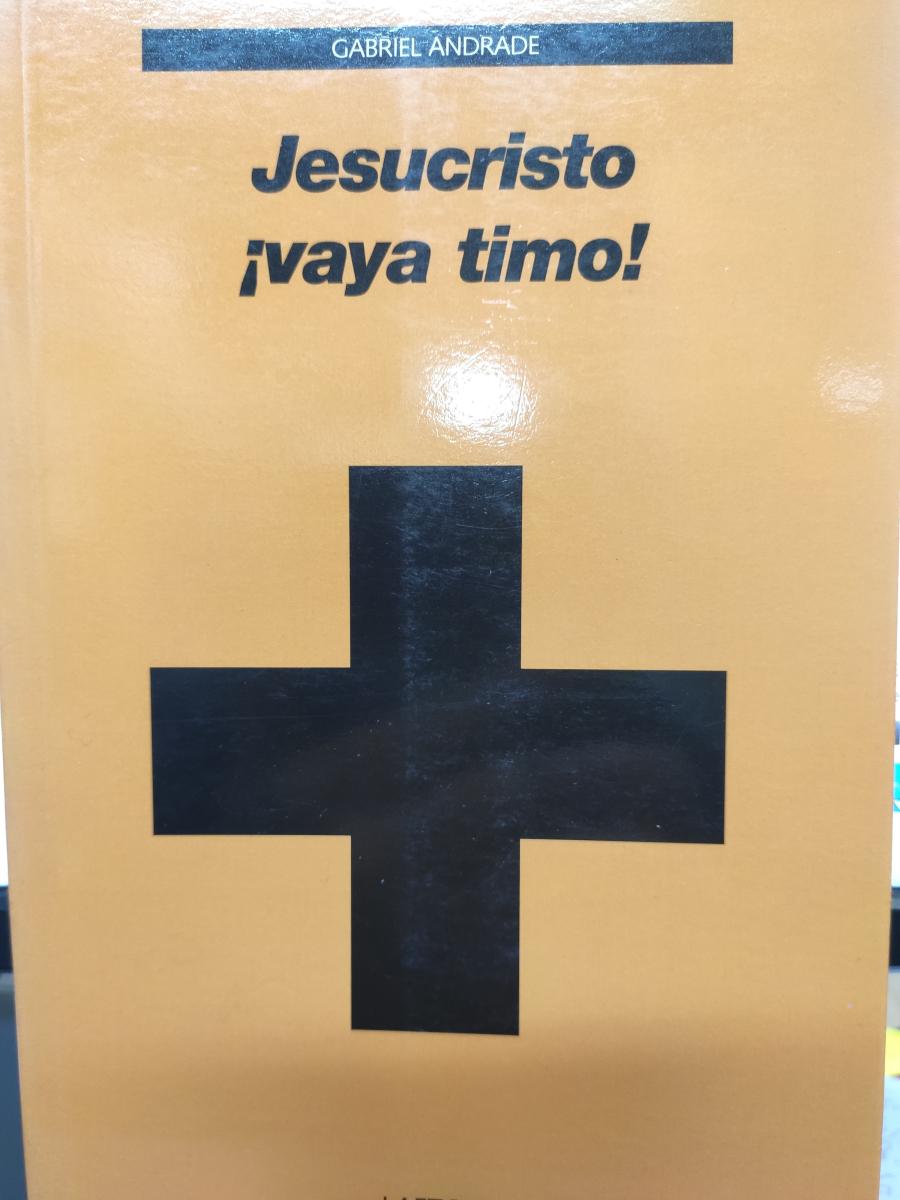 GABRIEL ANDRADE
Jesucristo
¡vaya timo!